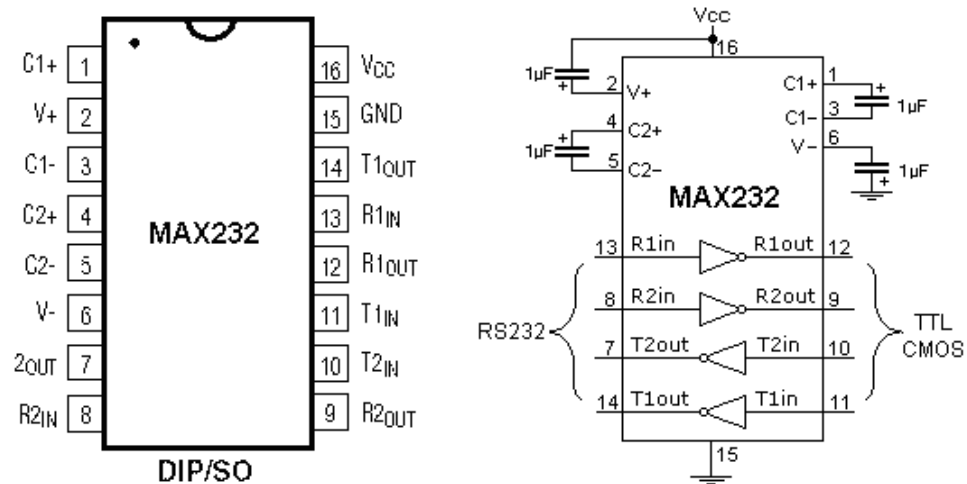 C1+ 1
V+ 2
C1- 3
C2+ 4
C2- 5
V- 6
2OUT 7
R2IN 8
16 VCC
15 GND
14 T1OUT
13 R1IN
12 R1OUT
11 T1IN
10 T2IN
9 R2OUT
MAX232
DIP/SO
Vcc
16
1µF + 2 V+
4 C2+
1µF + 5 C2−
C1+ 1
C1− 3 + 1µF
V− 6
+ 1µF
MAX232
13 R1in R1out 12
8 R2in R2out 9
RS232
7 T2out T2in 10
14 T1out T1in 11
TTL
CMOS
15